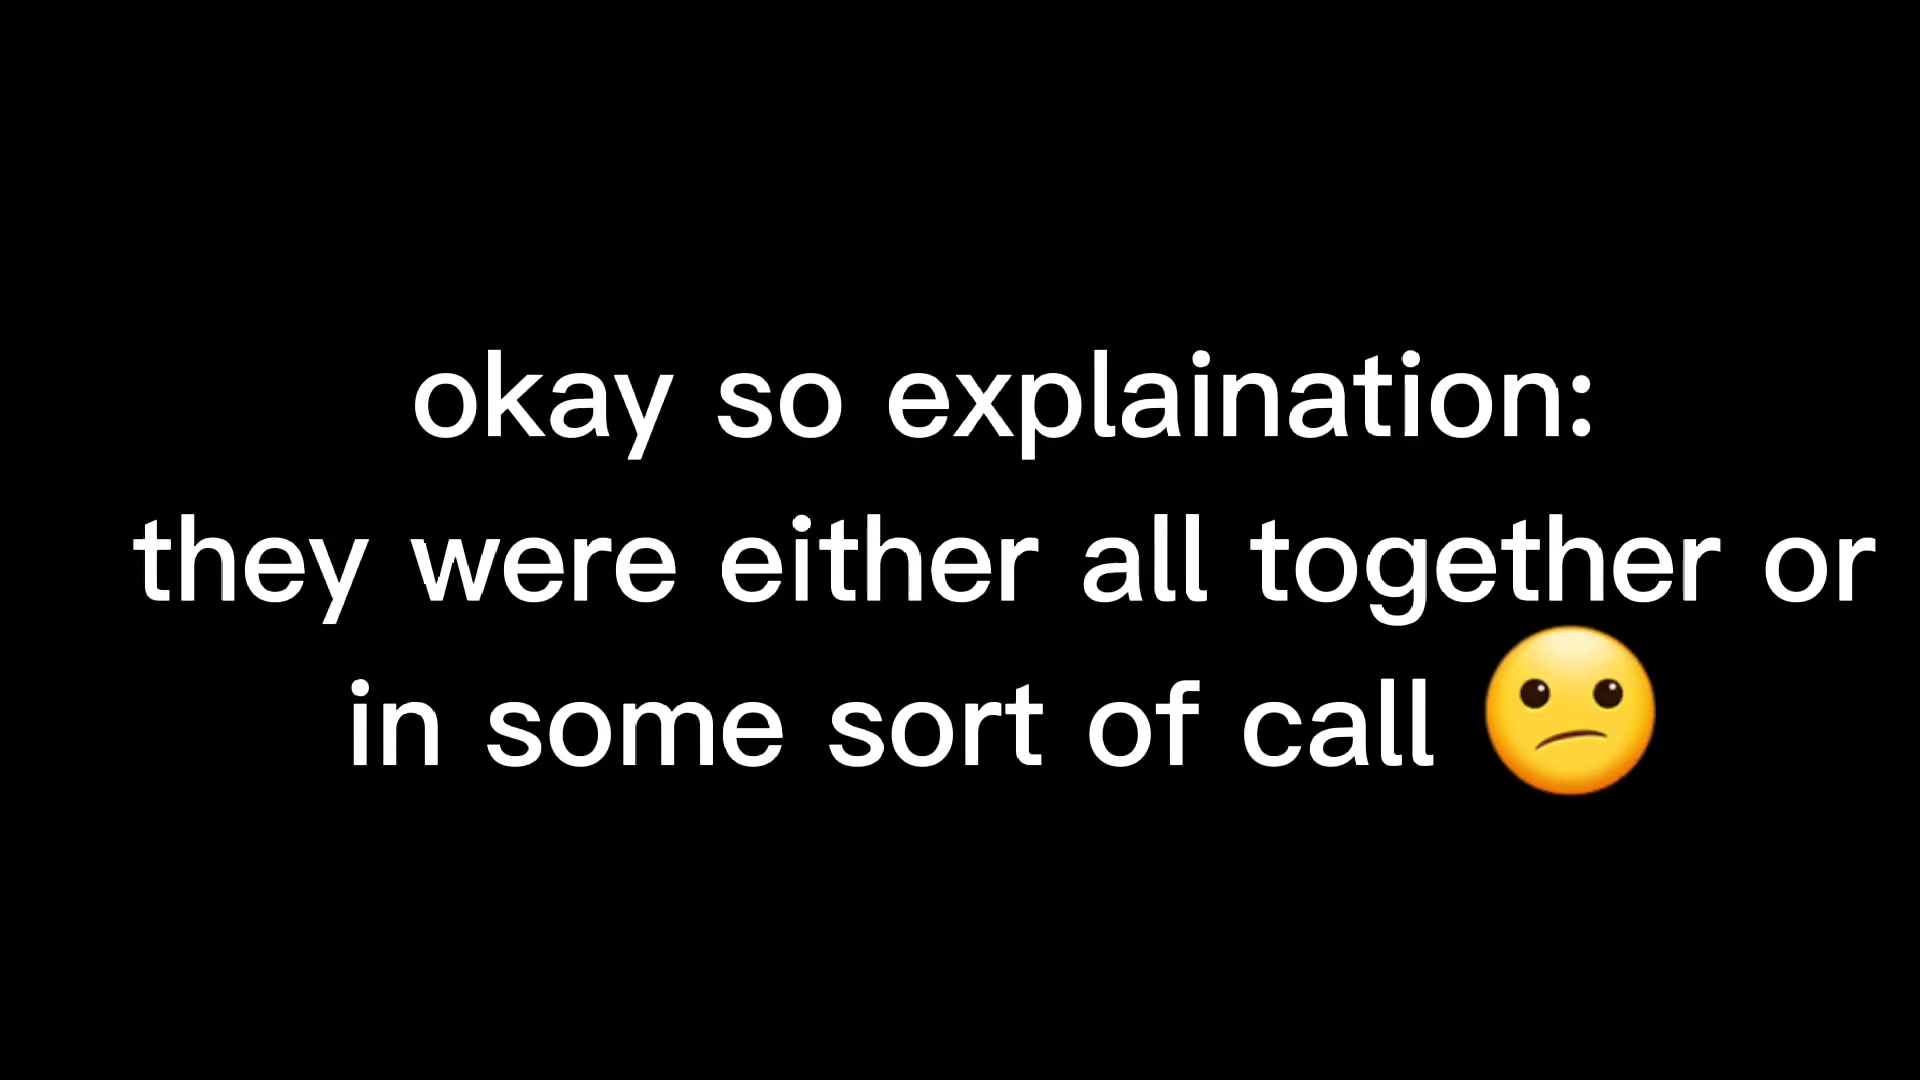 okay so explaination:
they were either all together or
in some sort of call 😕